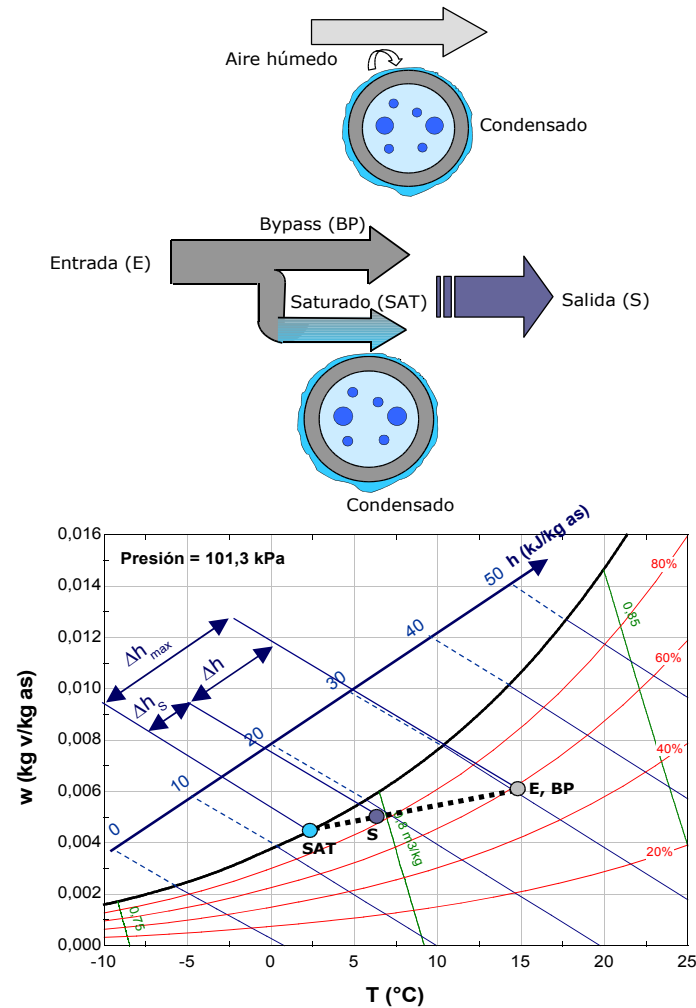 Aire húmedo
Condensado
Bypass (BP)
Entrada (E)
Saturado (SAT)
Salida (S)
Condensado
Presión = 101,3 kPa
h (kJ/kg as)
0
10
20
30
40
50
Δh max
Δh
Δh S
80%
60%
40%
20%
0,85
0,8 m3/kg
0,75
E, BP
S
SAT
w (kg v/kg as)
0,016
0,014
0,012
0,010
0,008
0,006
0,004
0,002
0,000
-10 -5 0 5 10 15 20 25
T (°C)